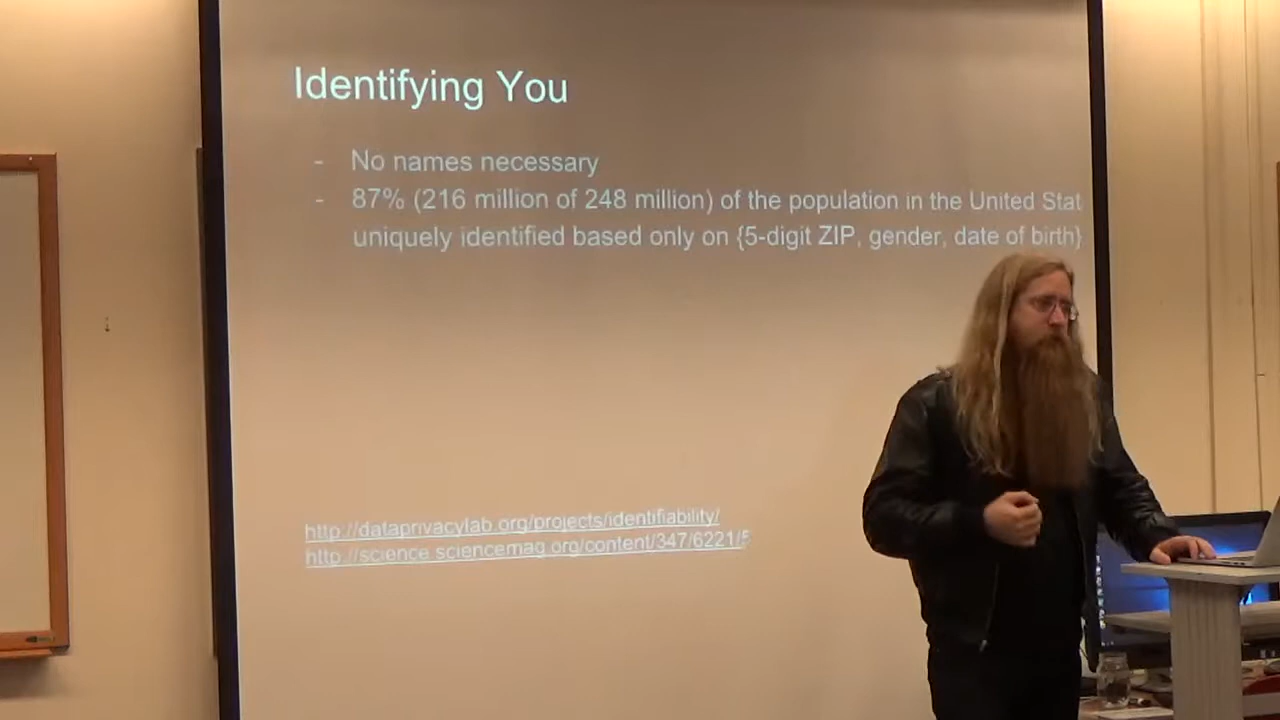 Identifying You
- No names necessary
- 87% (216 million of 248 million) of the population in the United Stat
uniquely identified based only on {5-digit ZIP, gender, date of birth}
http://dataprivacylab.org/projects/identifiability/
http://science.sciencemag.org/content/347/6221/5